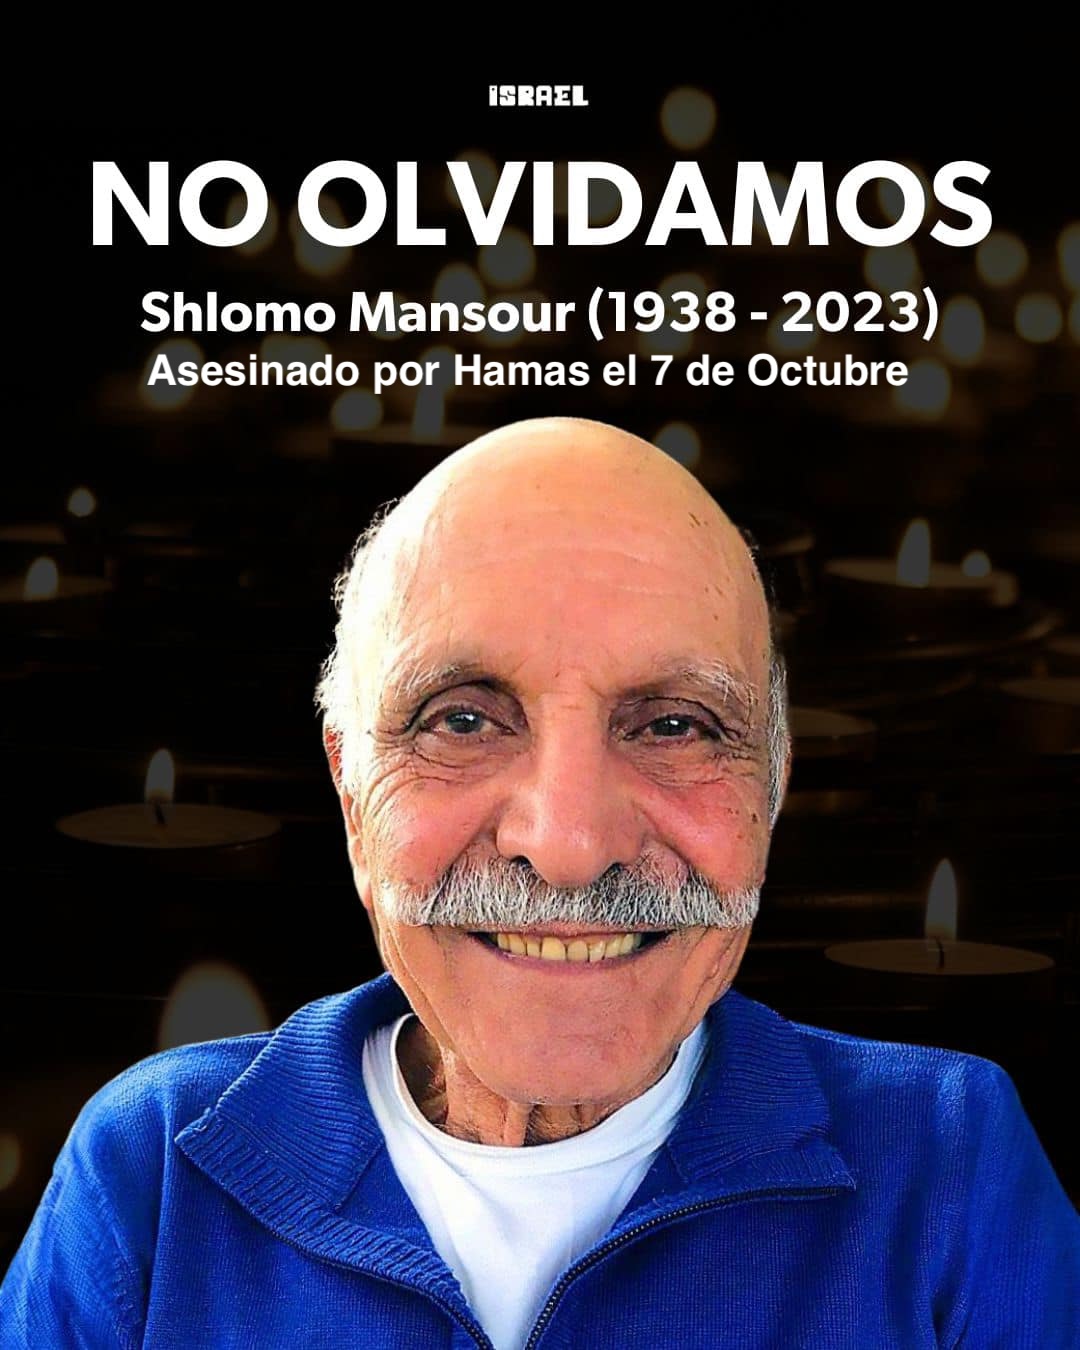 ISRAEL
NO OLVIDAMOS
Shlomo Mansour (1938 - 2023)
Asesinado por Hamas el 7 de Octubre